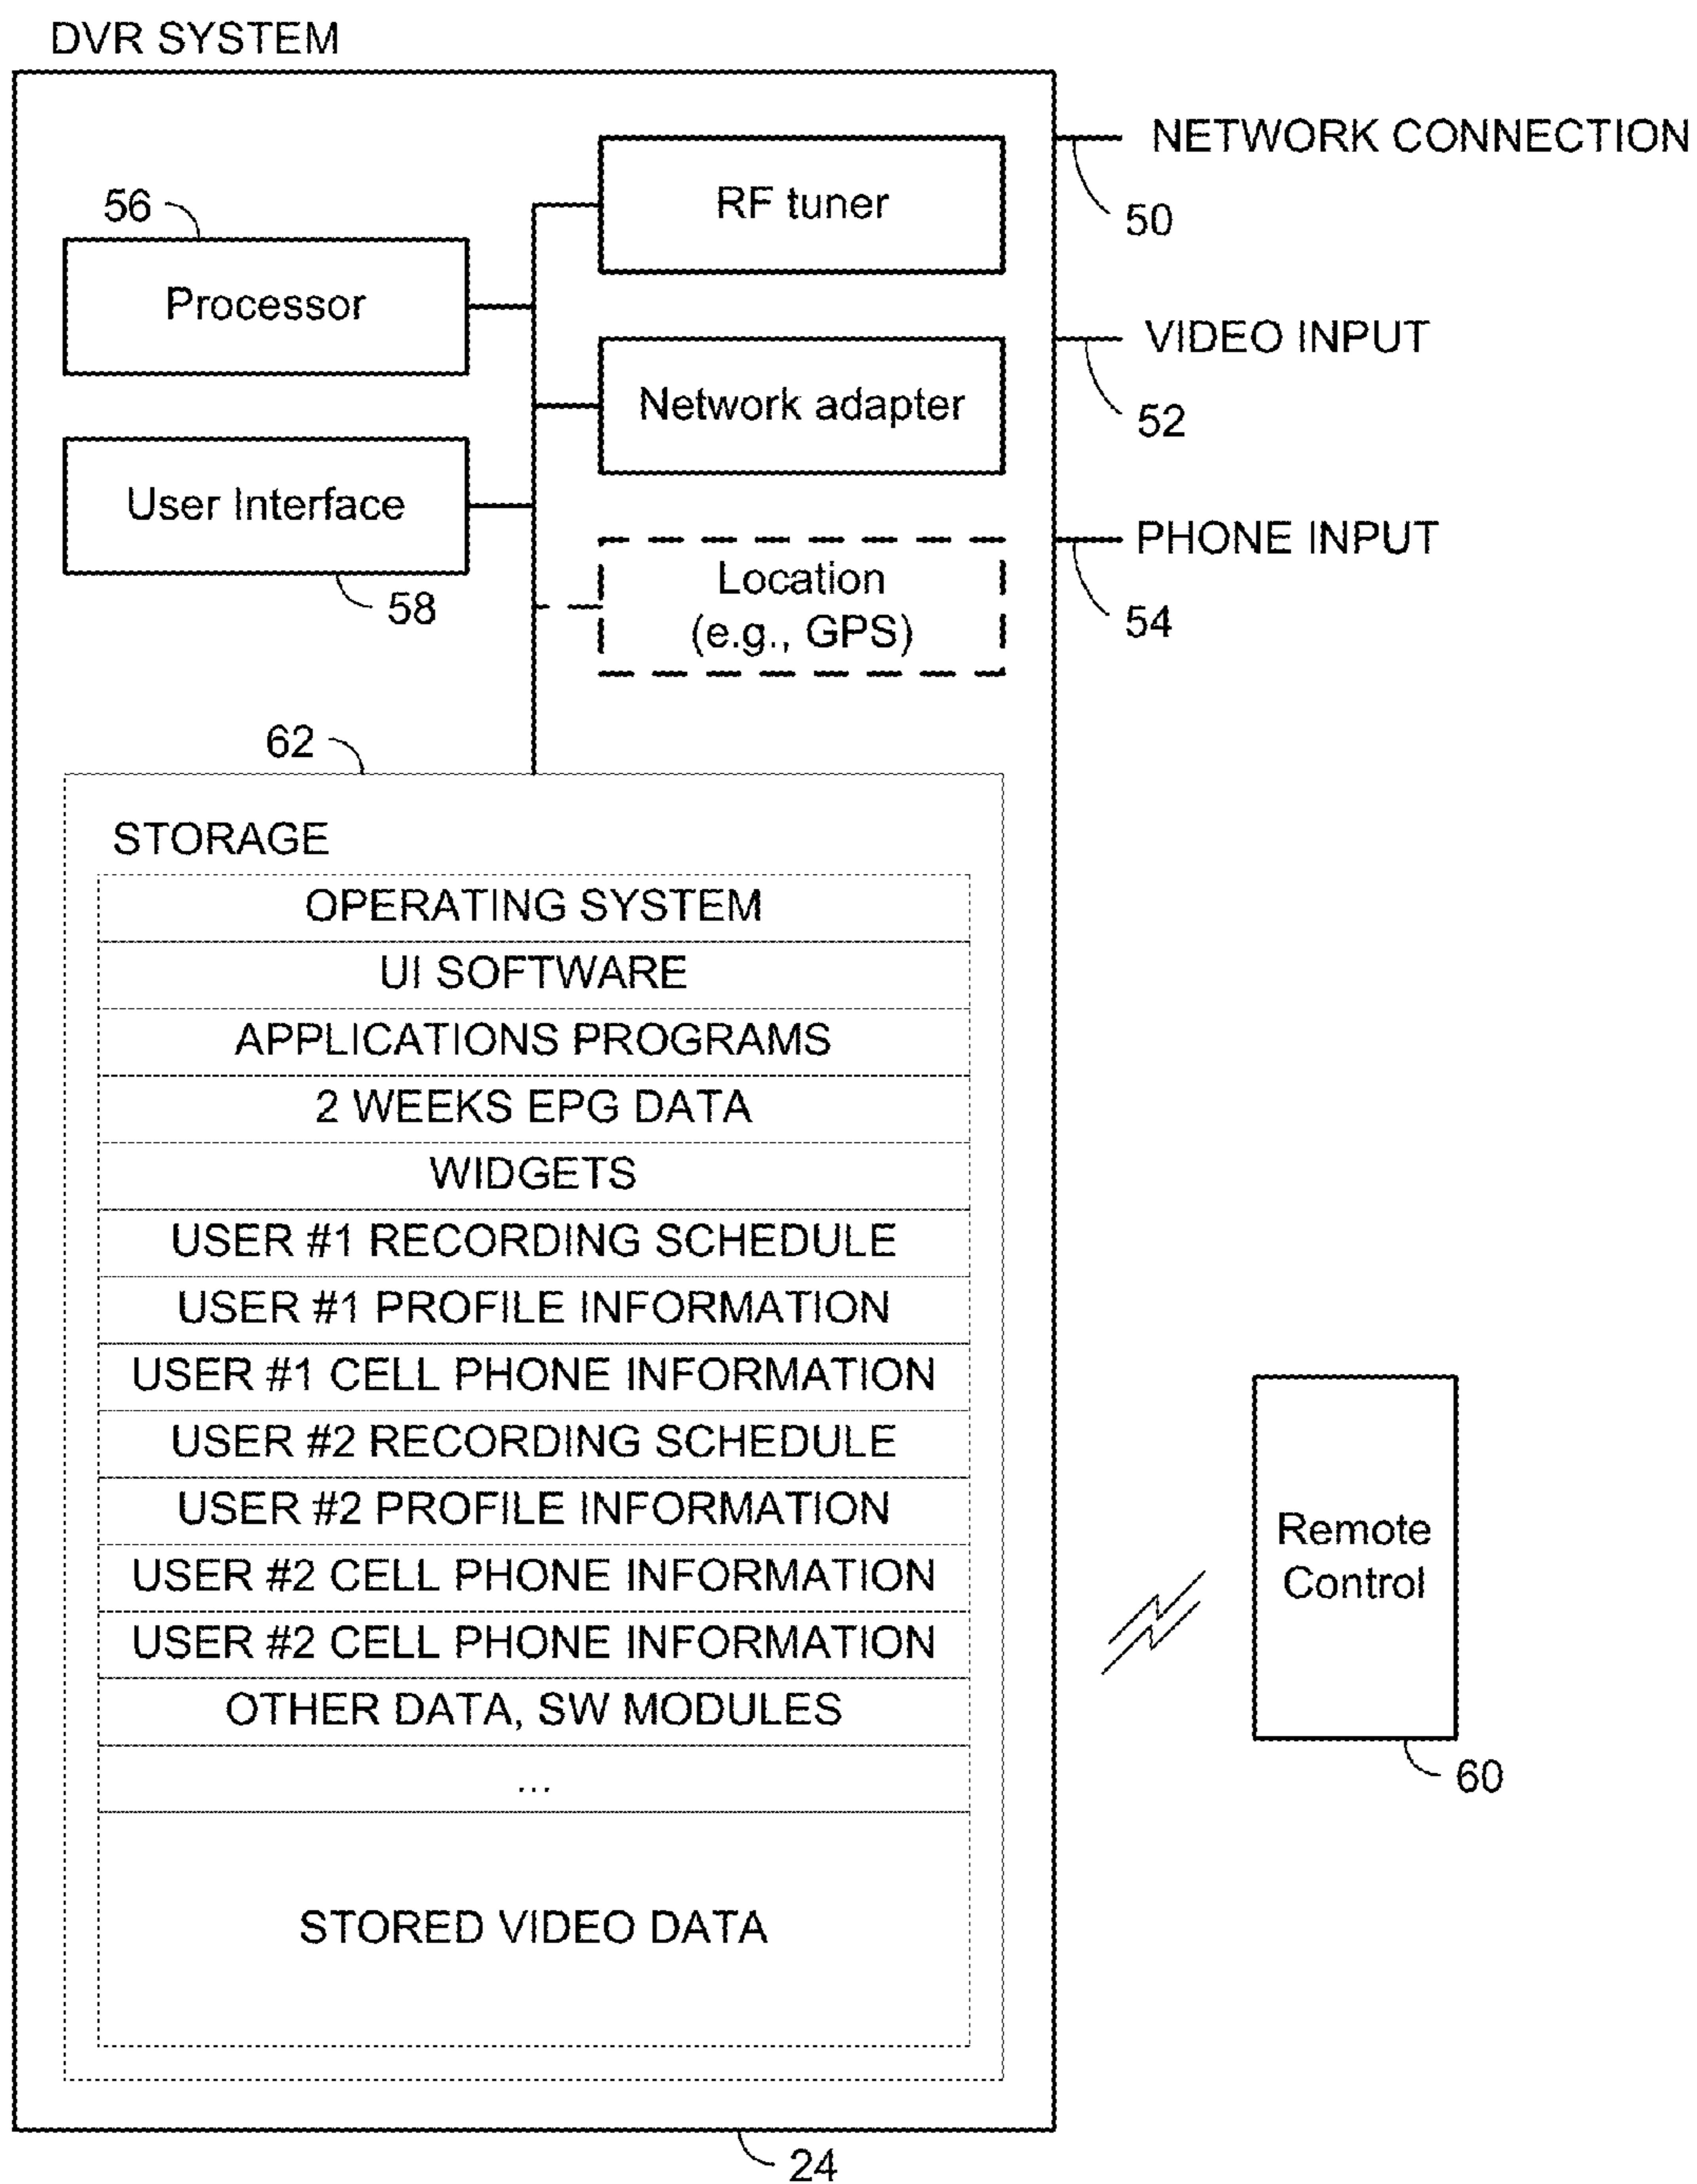 DVR SYSTEM
NETWORK CONNECTION
50
RF tuner
56
Processor
VIDEO INPUT
52
Network adapter
User Interface
58
PHONE INPUT
54
Location
(e.g., GPS)
62
STORAGE
OPERATING SYSTEM
UI SOFTWARE
APPLICATIONS PROGRAMS
2 WEEKS EPG DATA
WIDGETS
USER #1 RECORDING SCHEDULE
USER #1 PROFILE INFORMATION
USER #1 CELL PHONE INFORMATION
USER #2 RECORDING SCHEDULE
USER #2 PROFILE INFORMATION
USER #2 CELL PHONE INFORMATION
USER #2 CELL PHONE INFORMATION
OTHER DATA, SW MODULES
...
STORED VIDEO DATA
Remote
Control
60
24